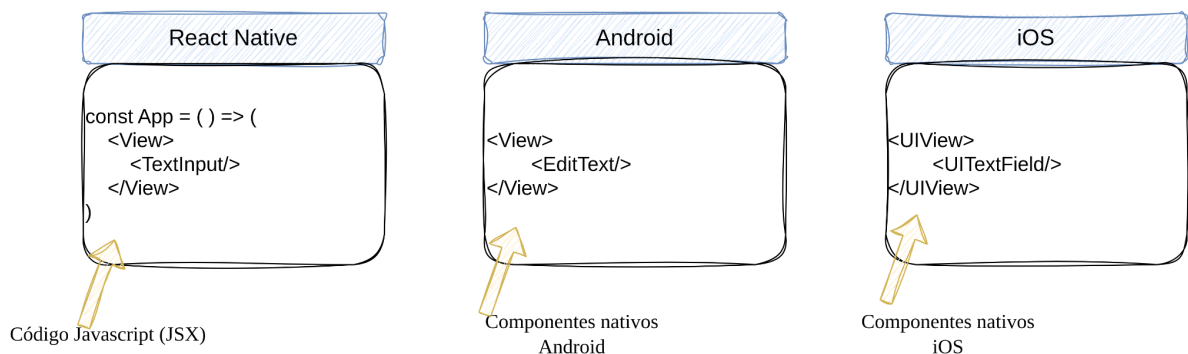 React Native
const App = ( ) => (
<View>
<TextInput/>
</View>
)
Código Javascript (JSX)
Android
<View>
<EditText/>
</View>
Componentes nativos
Android
iOS
<UIView>
<UITextField/>
</UIView>
Componentes nativos
iOS